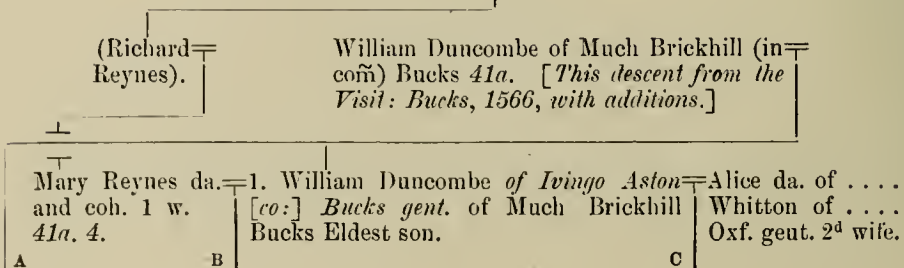 (Richard=
Reynes).
William Duncombe of Much Brickhill (in=
com̃) Bucks 41a. [This descent from the
Visit: Bucks, 1566, with additions.]
Mary Reynes da.=
and coh. 1 w.
41a. 4.
1. William Duncombe of Ivingo Aston=
[co:] Bucks gent. of Much Brickhill
Bucks Eldest son.
Alice da. of ....
Whitton of ....
Oxf. gent. 2d wife.
A B C